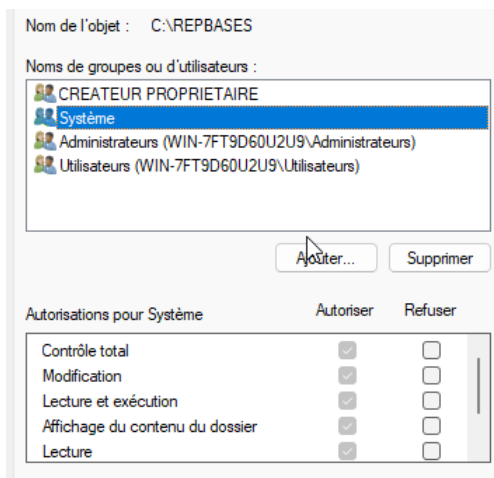 Nom de l'objet : C:\REPBASES
Noms de groupes ou d'utilisateurs :
CREATEUR PROPRIETAIRE
Système
Administrateurs (WIN-7FT9D60U2U9\Administrateurs)
Utilisateurs (WIN-7FT9D60U2U9\Utilisateurs)
Ajouter... Supprimer
Autorisations pour Système Autoriser Refuser
Contrôle total
Modification
Lecture et exécution
Affichage du contenu du dossier
Lecture